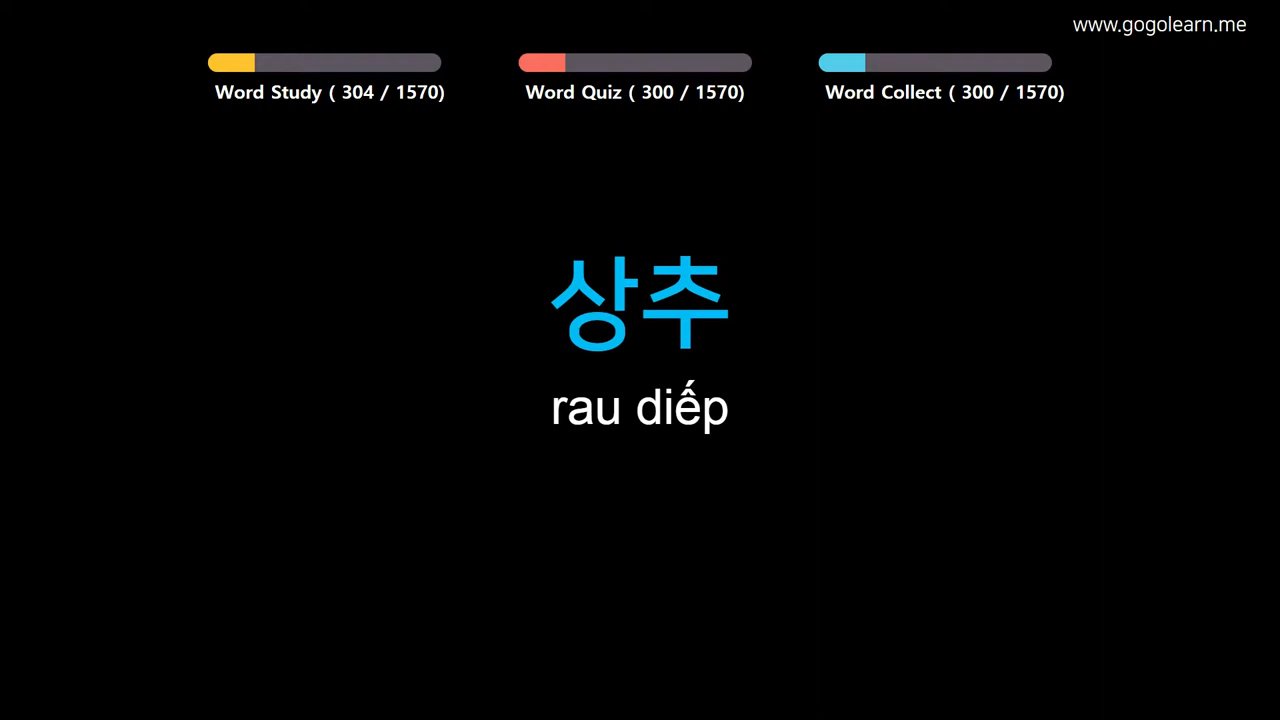 www.gogolearn.me
Word Study ( 304 / 1570)
Word Quiz ( 300 / 1570)
Word Collect ( 300 / 1570)
상추
rau diếp